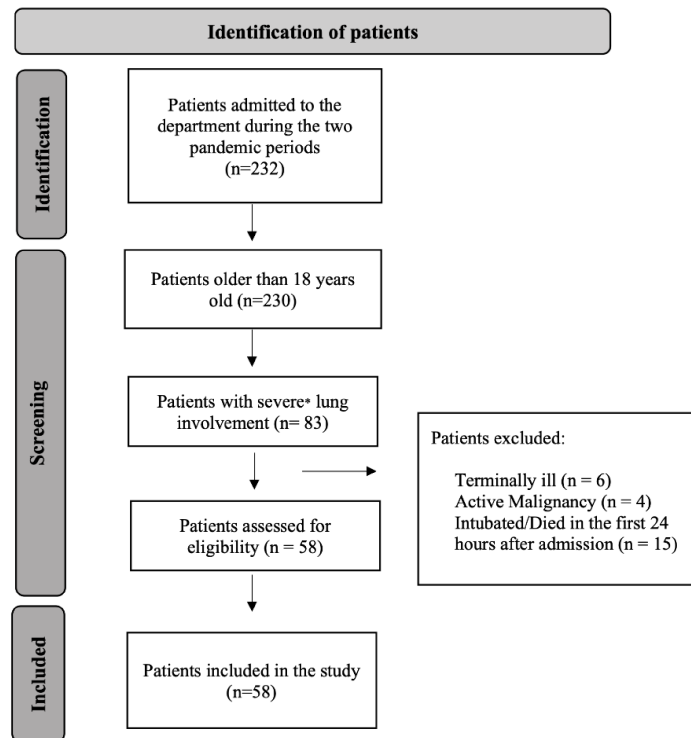 Identification of patients
Identification
Patients admitted to the
department during the two
pandemic periods
(n=232)
Screening
Patients older than 18 years
old (n=230)
Patients with severe* lung
involvement (n= 83)
Patients excluded:
Terminally ill (n = 6)
Active Malignancy (n = 4)
Intubated/Died in the first 24
hours after admission (n = 15)
Patients assessed for
eligibility (n = 58)
Included
Patients included in the study
(n=58)